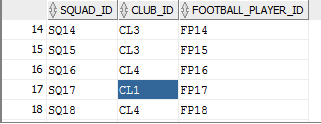 SQUAD_ID CLUB_ID FOOTBALL_PLAYER_ID
14 SQ14 CL3 FP14
15 SQ15 CL3 FP15
16 SQ16 CL4 FP16
17 SQ17 CL1 FP17
18 SQ18 CL4 FP18